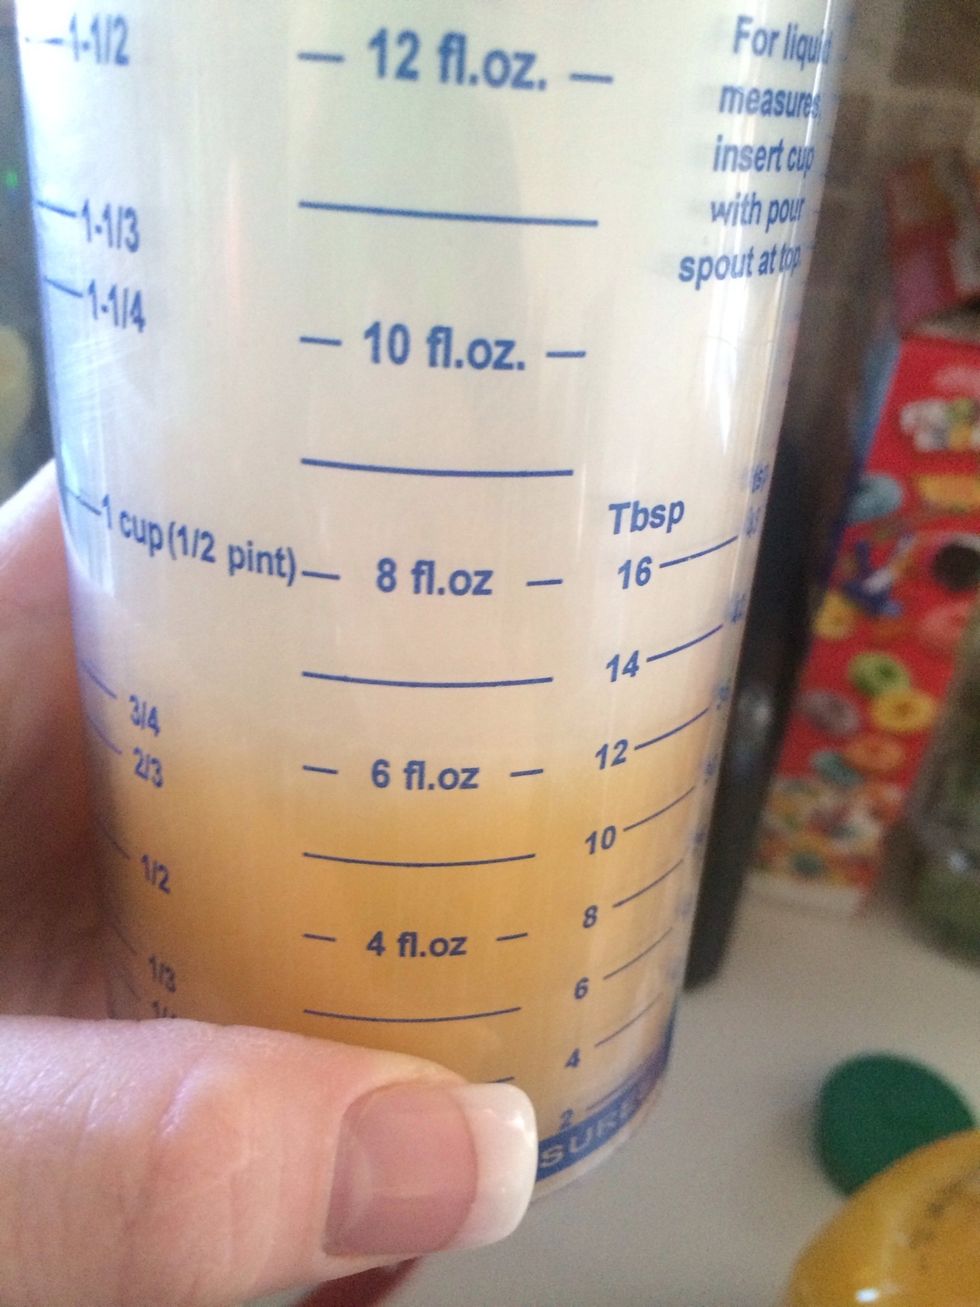 1-1/2
12 fl.oz.
For liquid
measures
insert cup
with pour
spout at top
1-1/3
1-1/4
10 fl.oz.
Tbsp
tsp
1 cup (1/2 pint)
8 fl.oz
16
14
3/4
2/3
6 fl.oz
12
10
1/2
4 fl.oz
8
1/3
6
4
2